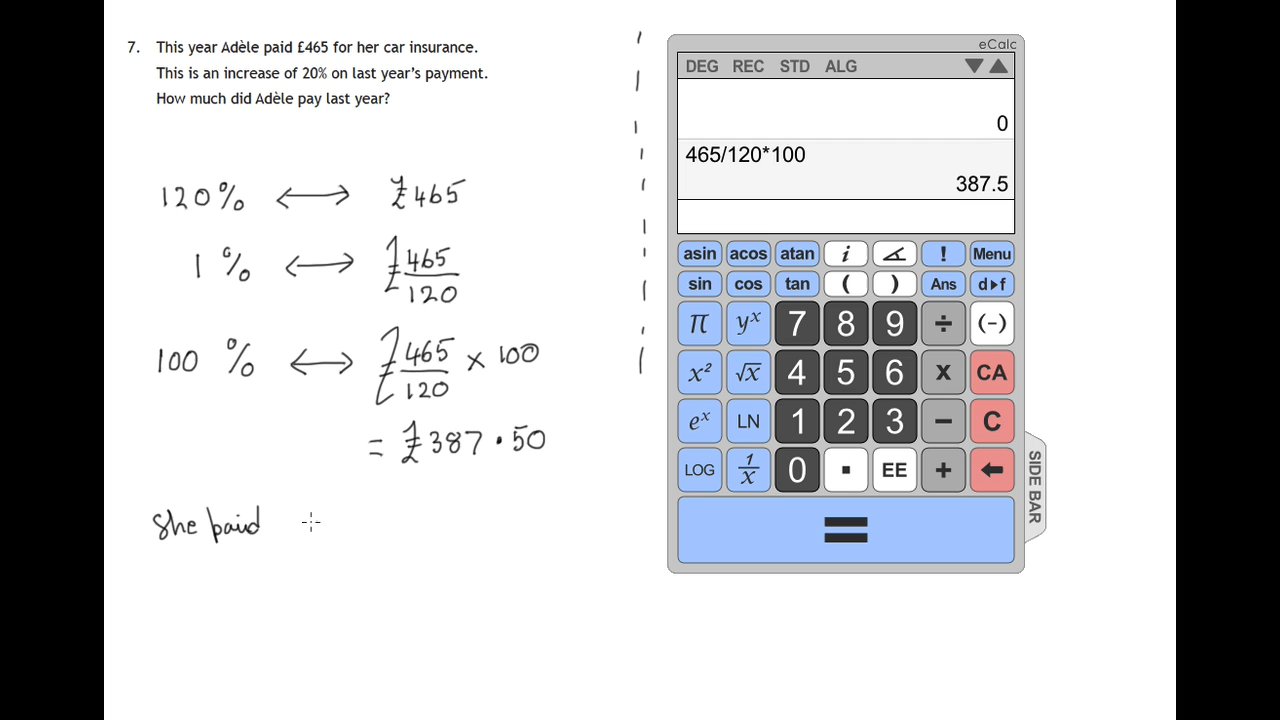 7. This year Adèle paid £465 for her car insurance.
This is an increase of 20% on last year's payment.
How much did Adèle pay last year?
120% ⟷ £465
1 % ⟷ £465/120
100 % ⟷ £465/120 x 100
= £387·50
She paid
eCalc
DEG REC STD ALG
0
465/120*100
387.5
asin acos atan i ∠ ! Menu
sin cos tan ( ) Ans d▸f
π yˣ 7 8 9 ÷ (-)
x² √x 4 5 6 x CA
eˣ LN 1 2 3 − C
LOG 1/x 0 . EE + ←
=
SIDE BAR